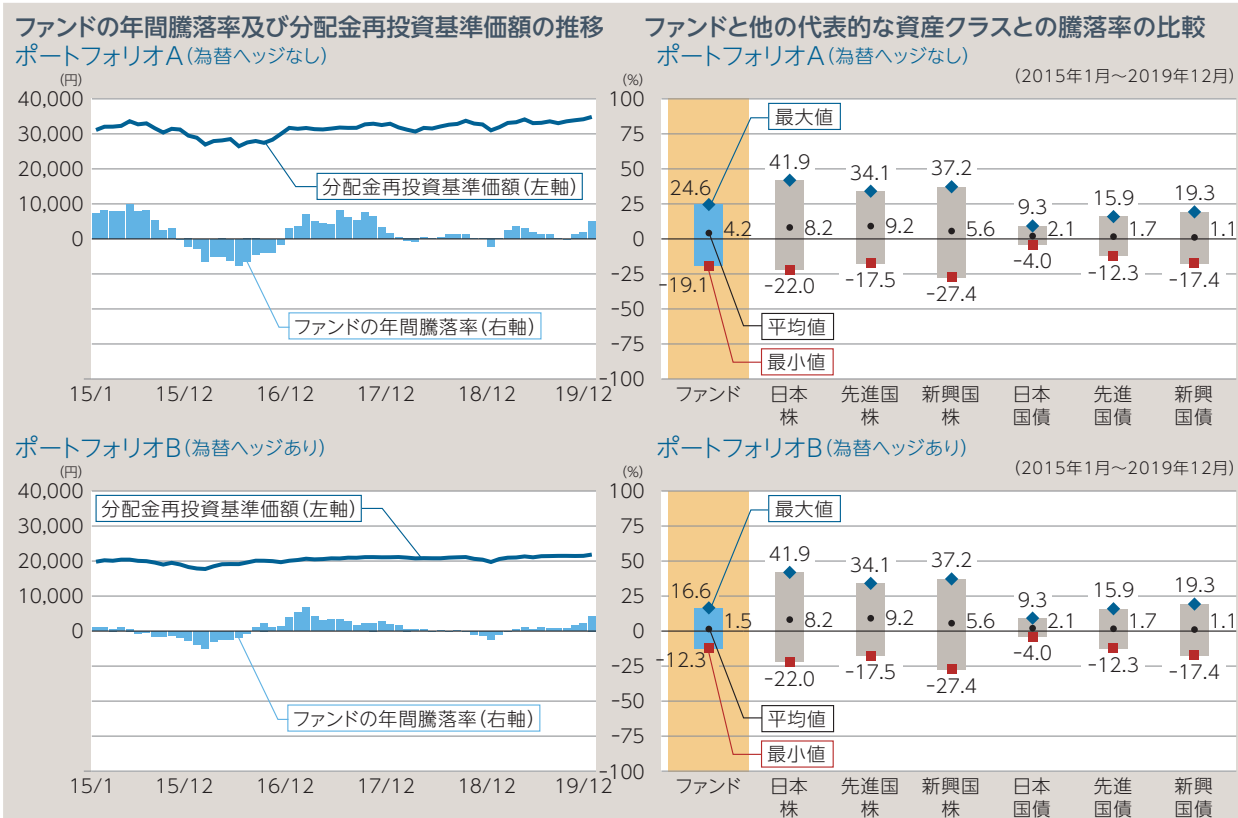 ファンドの年間騰落率及び分配金再投資基準価額の推移
ポートフォリオA(為替ヘッジなし)
(円)
40,000
30,000
20,000
10,000
0
分配金再投資基準価額(左軸)
ファンドの年間騰落率(右軸)
15/1 15/12 16/12 17/12 18/12 19/12
ファンドと他の代表的な資産クラスとの騰落率の比較
ポートフォリオA(為替ヘッジなし)
(2015年1月~2019年12月)
(%)
100
75
50
25
0
-25
-50
-75
-100
最大値
平均値
最小値
24.6 41.9 34.1 37.2 9.3 15.9 19.3
4.2 8.2 9.2 5.6 2.1 1.7 1.1
-19.1 -22.0 -17.5 -27.4 -4.0 -12.3 -17.4
ファンド 日本株 先進国株 新興国株 日本国債 先進国債 新興国債
ポートフォリオB(為替ヘッジあり)
(円)
40,000
30,000
20,000
10,000
0
分配金再投資基準価額(左軸)
ファンドの年間騰落率(右軸)
15/1 15/12 16/12 17/12 18/12 19/12
ポートフォリオB(為替ヘッジあり)
(2015年1月~2019年12月)
(%)
100
75
50
25
0
-25
-50
-75
-100
最大値
平均値
最小値
16.6 41.9 34.1 37.2 9.3 15.9 19.3
1.5 8.2 9.2 5.6 2.1 1.7 1.1
-12.3 -22.0 -17.5 -27.4 -4.0 -12.3 -17.4
ファンド 日本株 先進国株 新興国株 日本国債 先進国債 新興国債